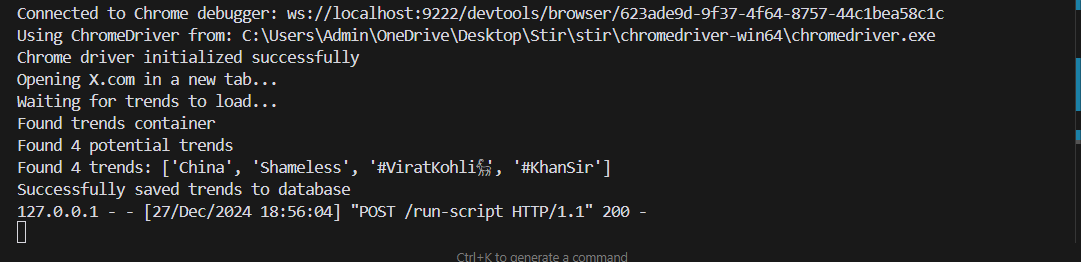 Connected to Chrome debugger: ws://localhost:9222/devtools/browser/623ade9d-9f37-4f64-8757-44c1bea58c1c
Using ChromeDriver from: C:\Users\Admin\OneDrive\Desktop\Stir\stir\chromedriver-win64\chromedriver.exe
Chrome driver initialized successfully
Opening X.com in a new tab...
Waiting for trends to load...
Found trends container
Found 4 potential trends
Found 4 trends: ['China', 'Shameless', '#ViratKohli🐐', '#KhanSir']
Successfully saved trends to database
127.0.0.1 - - [27/Dec/2024 18:56:04] "POST /run-script HTTP/1.1" 200 -
Ctrl+K to generate a command